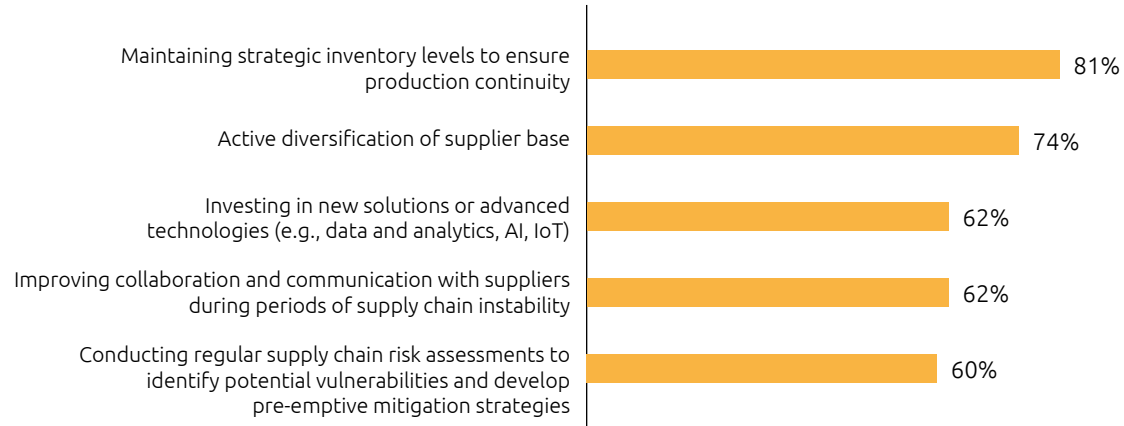 Maintaining strategic inventory levels to ensure
production continuity
81%
Active diversification of supplier base
74%
Investing in new solutions or advanced
technologies (e.g., data and analytics, AI, IoT)
62%
Improving collaboration and communication with suppliers
during periods of supply chain instability
62%
Conducting regular supply chain risk assessments to
identify potential vulnerabilities and develop
pre-emptive mitigation strategies
60%